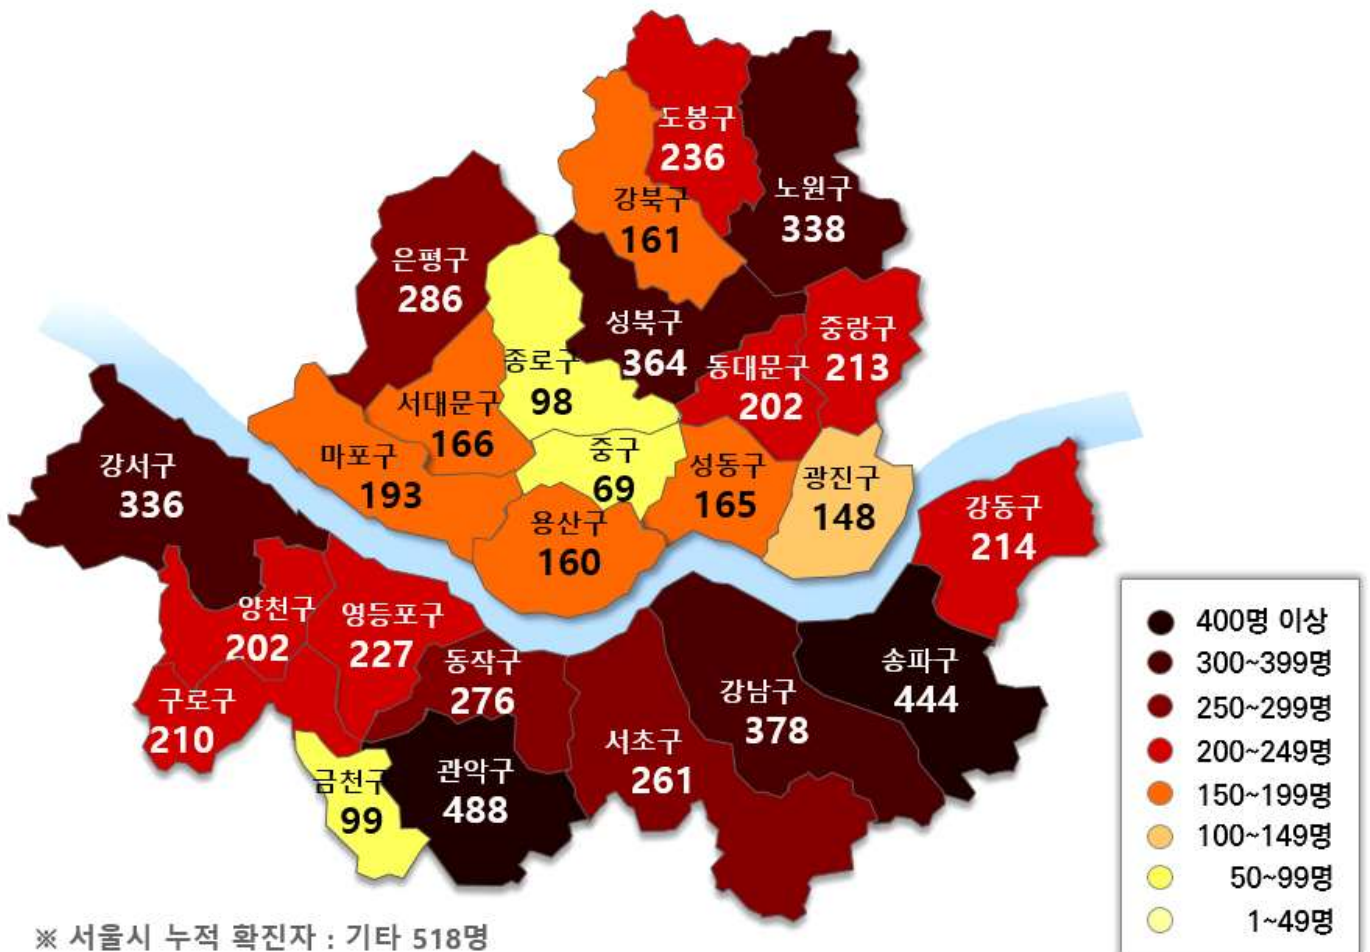 도봉구
236
노원구
338
강북구
161
은평구
286
성북구
364
중랑구
213
동대문구
202
종로구
98
서대문구
166
마포구
193
중구
69
성동구
165
광진구
148
강서구
336
용산구
160
강동구
214
양천구
202
영등포구
227
동작구
276
강남구
378
송파구
444
구로구
210
서초구
261
금천구
99
관악구
488
400명 이상
300~399명
250~299명
200~249명
150~199명
100~149명
50~99명
1~49명
※ 서울시 누적 확진자 : 기타 518명